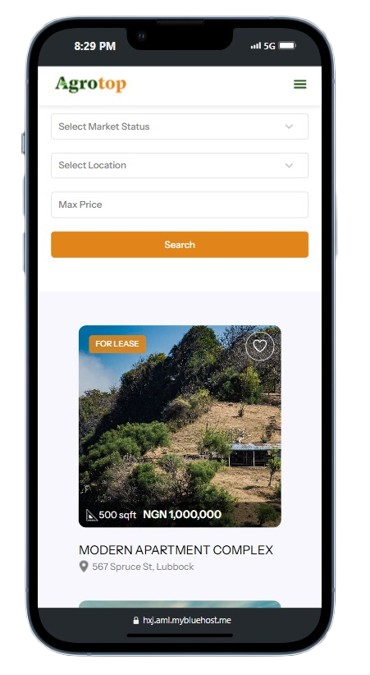 8:29 PM 5G
Agrotop
Select Market Status
Select Location
Max Price
Search
FOR LEASE
500 sqft NGN 1,000,000
MODERN APARTMENT COMPLEX
567 Spruce St, Lubbock
hxj.aml.mybluehost.me